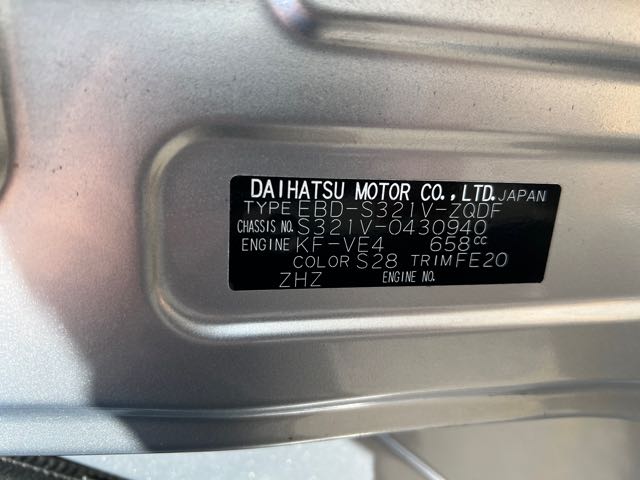 DAIHATSU MOTOR CO., LTD. JAPAN
TYPE EBD-S321V-ZQDF
CHASSIS NO. S321V-0430940
ENGINE KF-VE4 658cc
COLOR S28 TRIM FE20
ZHZ ENGINE NO.